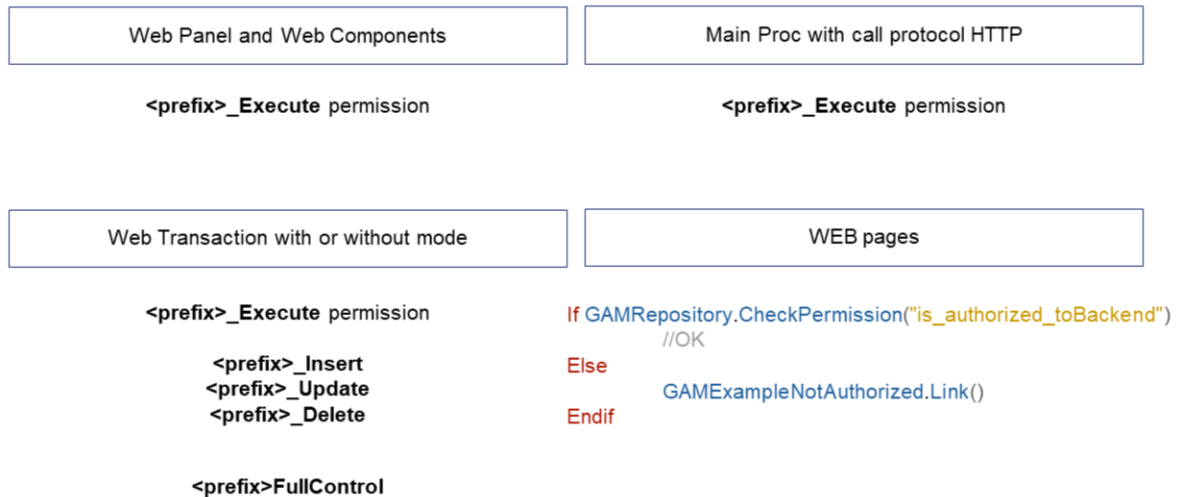 Web Panel and Web Components
Main Proc with call protocol HTTP
<prefix>_Execute permission
<prefix>_Execute permission
Web Transaction with or without mode
WEB pages
<prefix>_Execute permission
<prefix>_Insert
<prefix>_Update
<prefix>_Delete
<prefix>FullControl
If GAMRepository.CheckPermission("is_authorized_toBackend")
//OK
Else
GAMExampleNotAuthorized.Link()
Endif